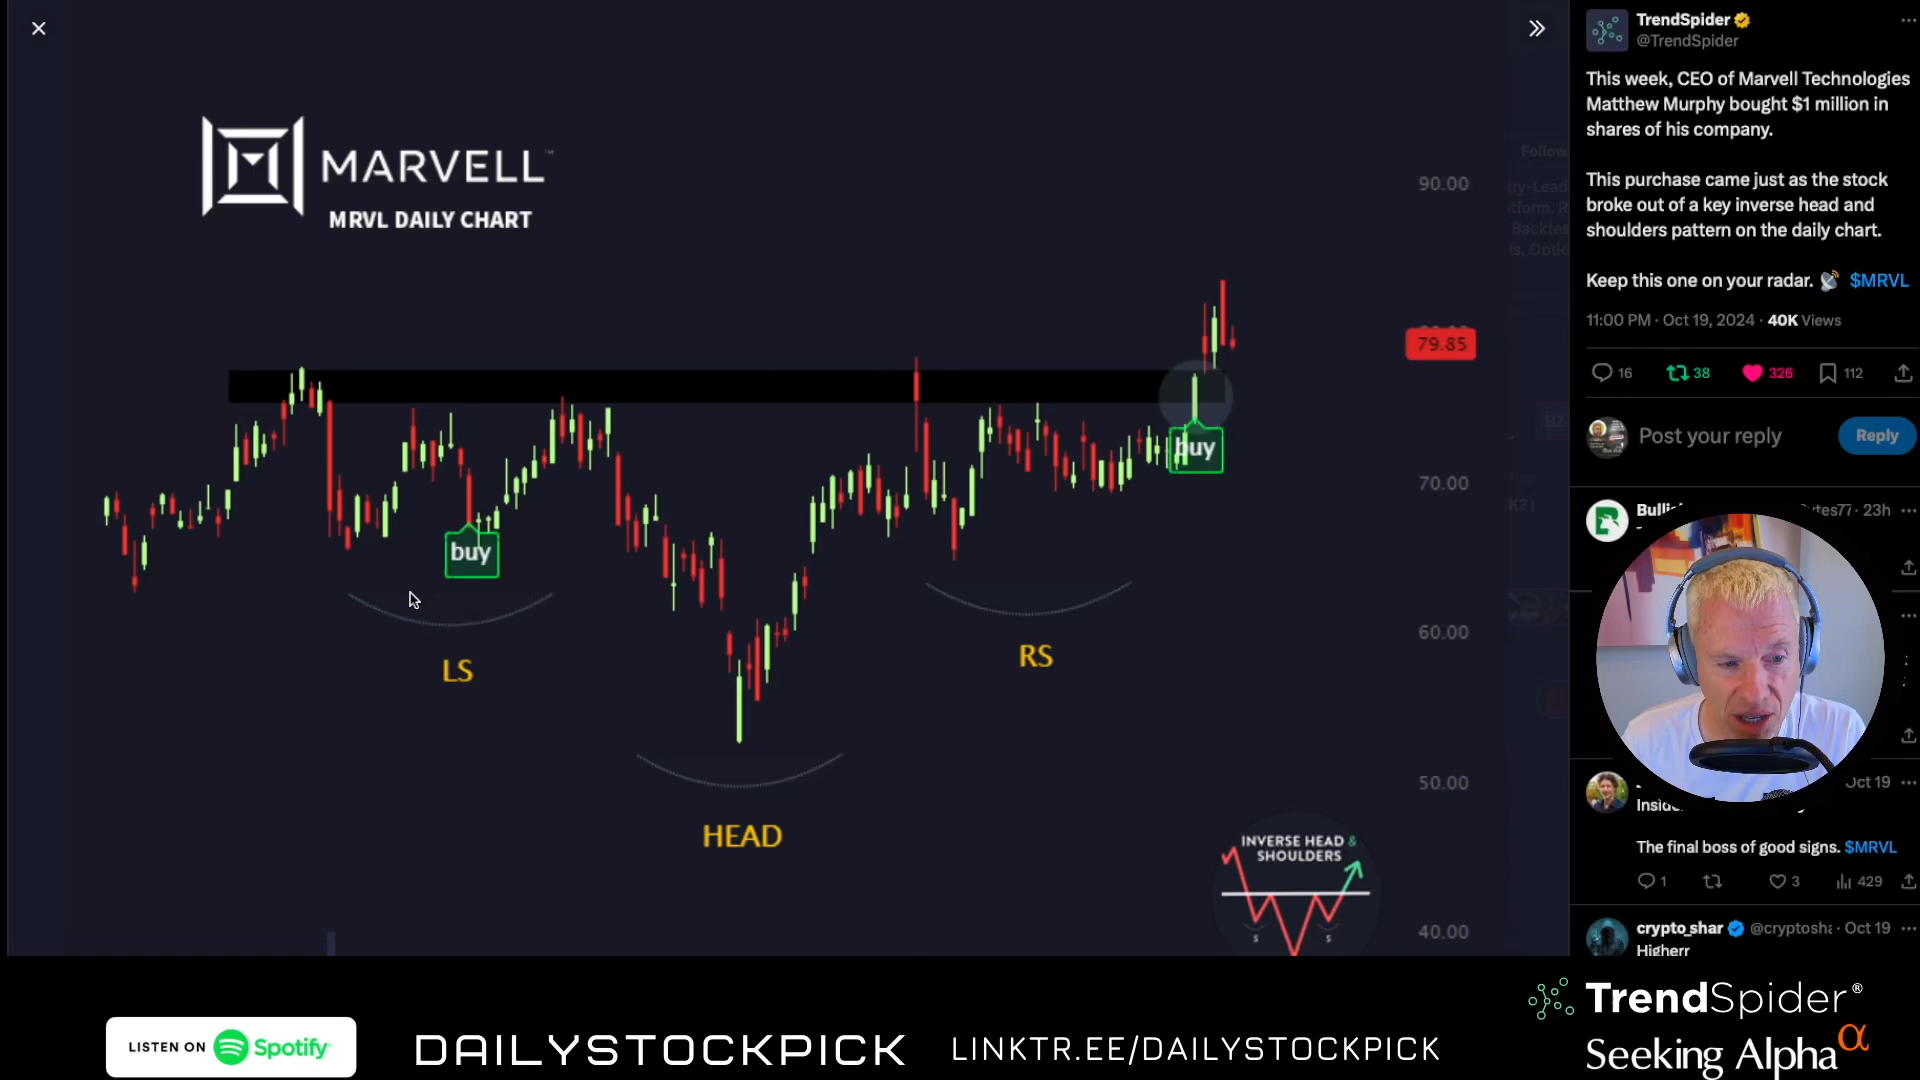 MARVELL™
MRVL DAILY CHART
90.00
79.85
70.00
60.00
50.00
40.00
buy
buy
LS
RS
HEAD
INVERSE HEAD &
SHOULDERS
S
S
Follow
TrendSpider
@TrendSpider
This week, CEO of Marvell Technologies
Matthew Murphy bought $1 million in
shares of his company.
This purchase came just as the stock
broke out of a key inverse head and
shoulders pattern on the daily chart.
Keep this one on your radar. $MRVL
11:00 PM · Oct 19, 2024 · 40K Views
16 38 326 112
Post your reply
Reply
23h
Oct 19
The final boss of good signs. $MRVL
1 3 429
crypto_shar @cryptosha · Oct 19
Higherr
LISTEN ON Spotify
DAILYSTOCKPICK
LINKTR.EE/DAILYSTOCKPICK
TrendSpider®
Seeking Alpha α